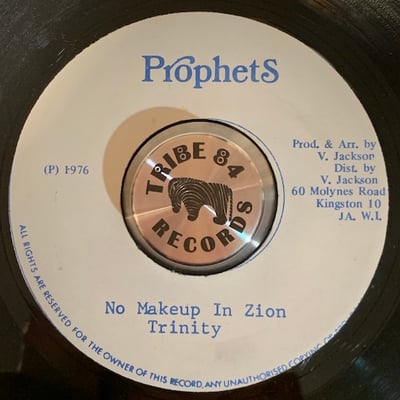 Prophets
TRIBE 84
RECORDS
(P) 1976
Prod. & Arr. by
V. Jackson
Dist. by
V. Jackson
60 Molynes Road
Kingston 10
JA. W.I.
No Makeup In Zion
Trinity
ALL RIGHTS ARE RESERVED FOR THE OWNER OF THIS RECORD, ANY UNAUTHORISED COPYING OR